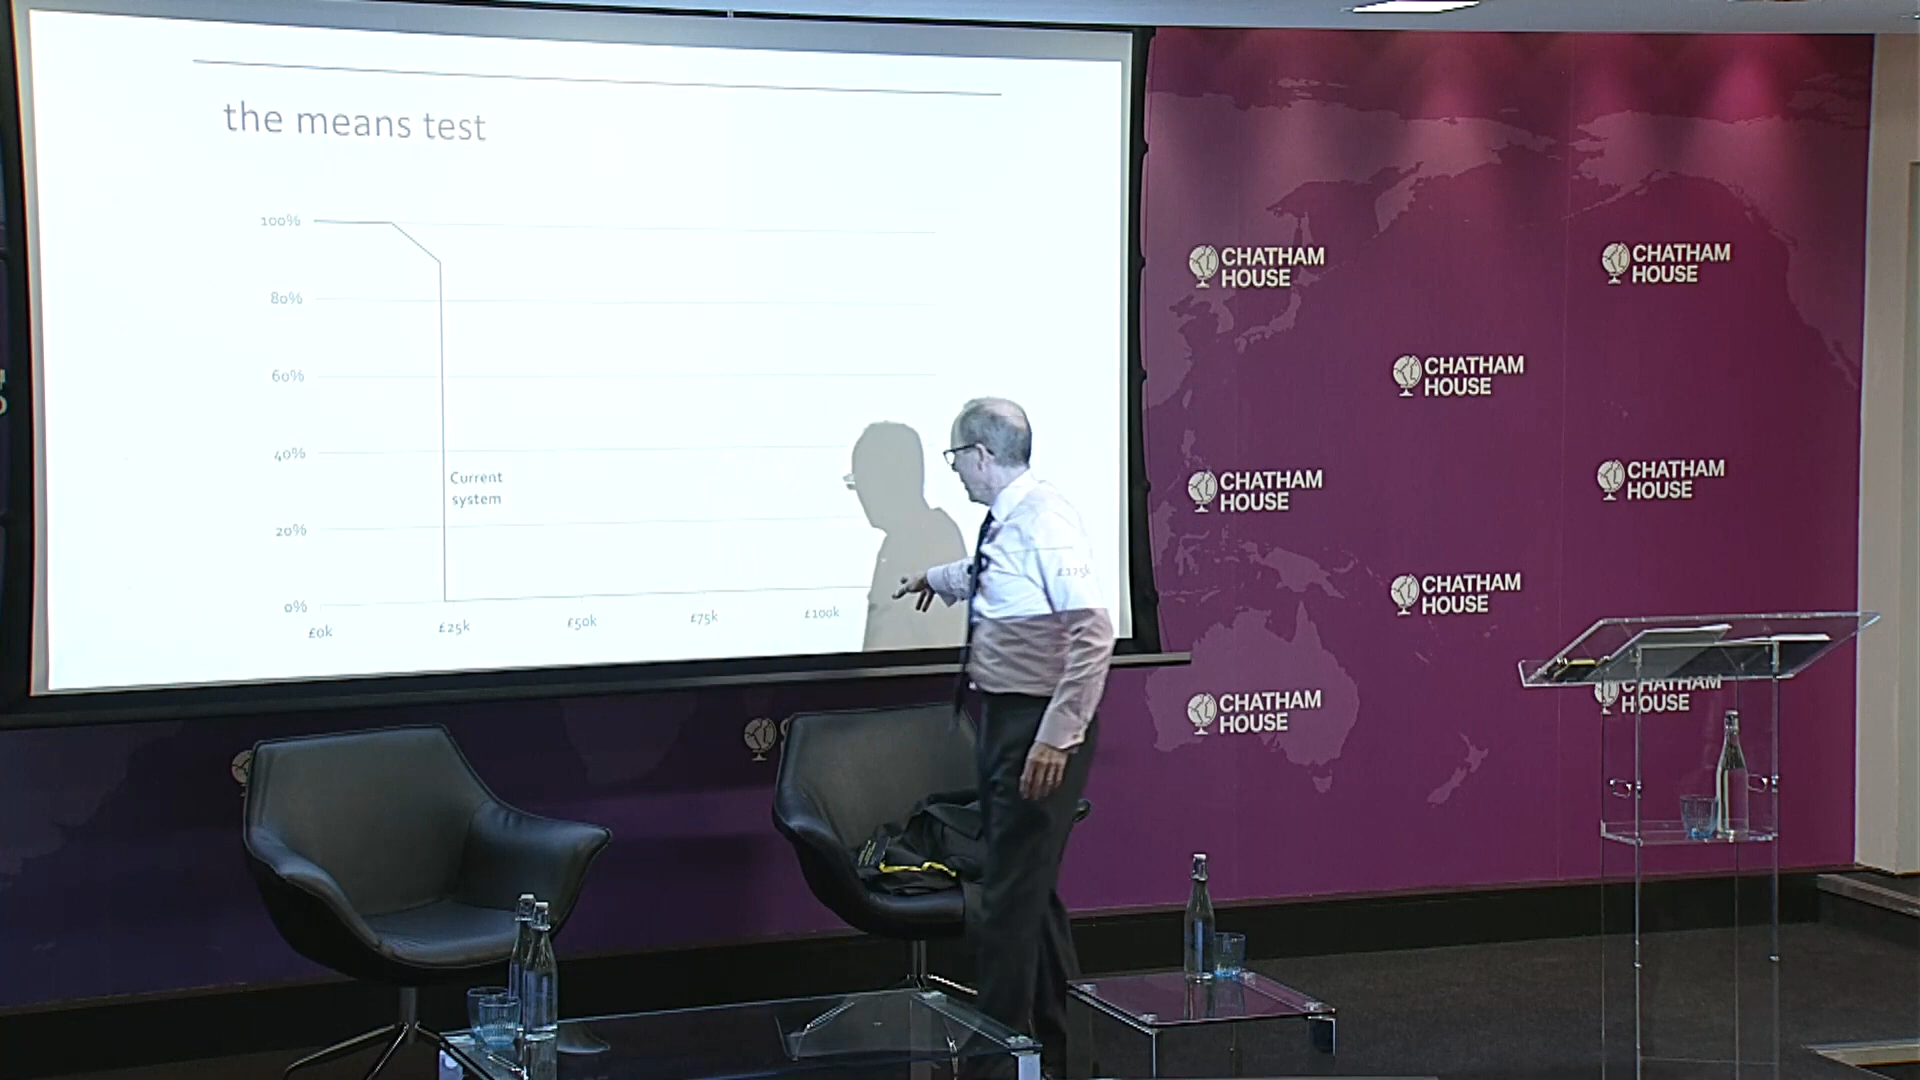 the means test
100%
80%
60%
40%
20%
0%
Current
system
£0k
£25k
£50k
£75k
£100k
£125k
CHATHAM
HOUSE
CHATHAM
HOUSE
CHATHAM
HOUSE
CHATHAM
HOUSE
CHATHAM
HOUSE
CHATHAM
HOUSE
CHATHAM
HOUSE
CHATHAM
HOUSE